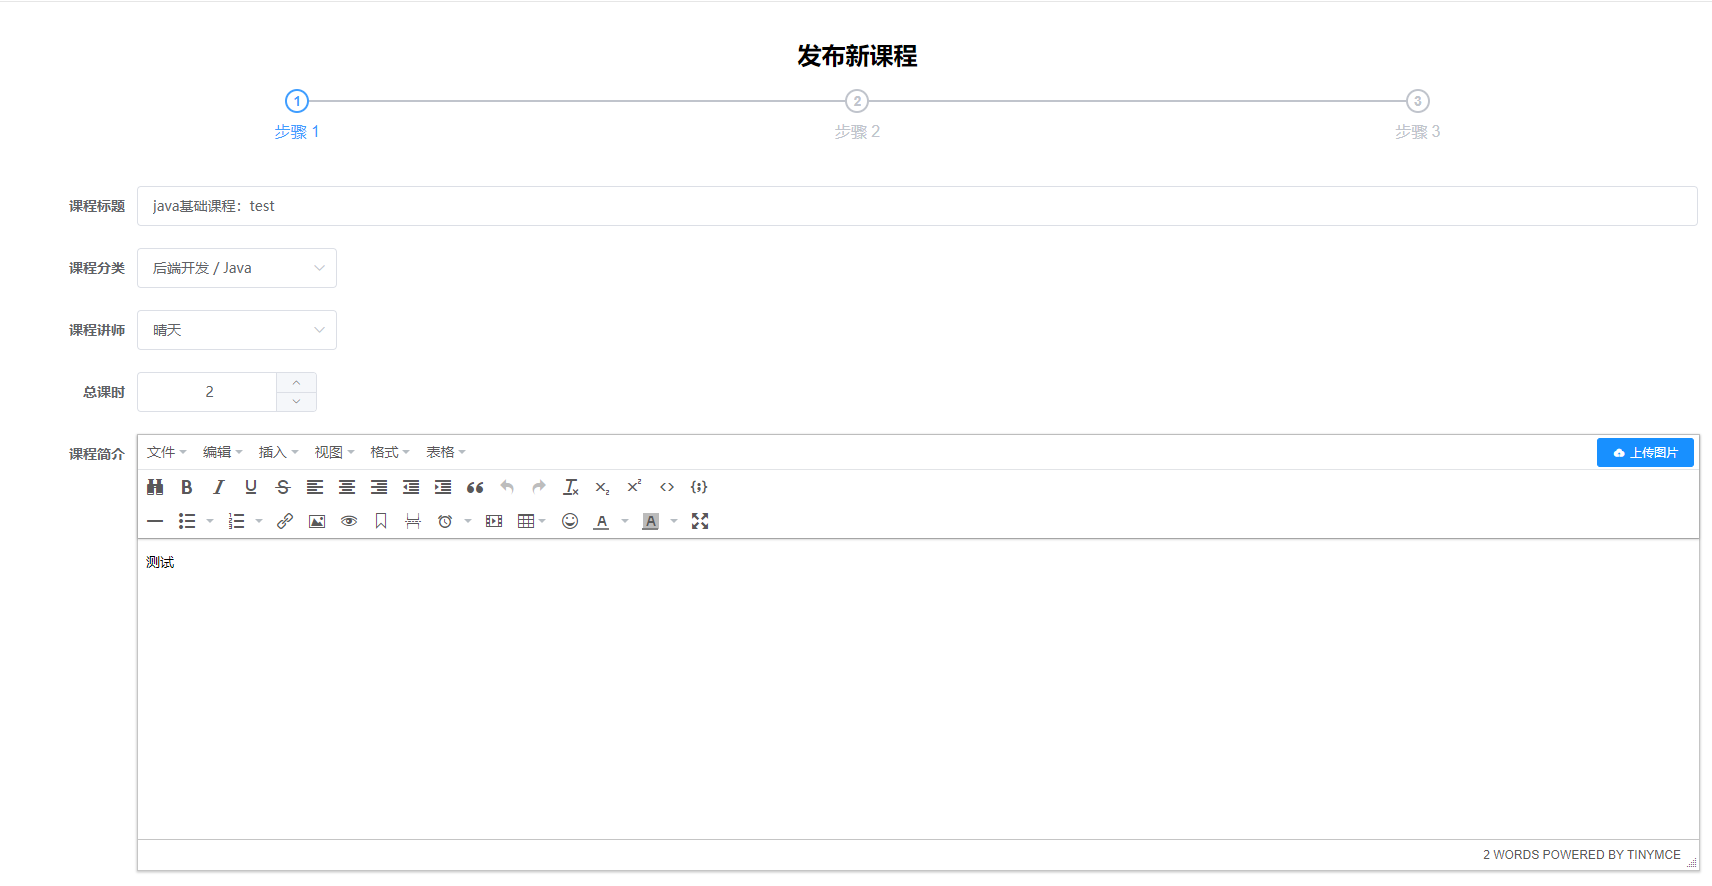 发布新课程
1 2 3
步骤 1 步骤 2 步骤 3
课程标题 java基础课程：test
课程分类 后端开发 / Java
课程讲师 晴天
总课时 2
课程简介 文件 编辑 插入 视图 格式 表格 上传图片
测试
2 WORDS POWERED BY TINYMCE